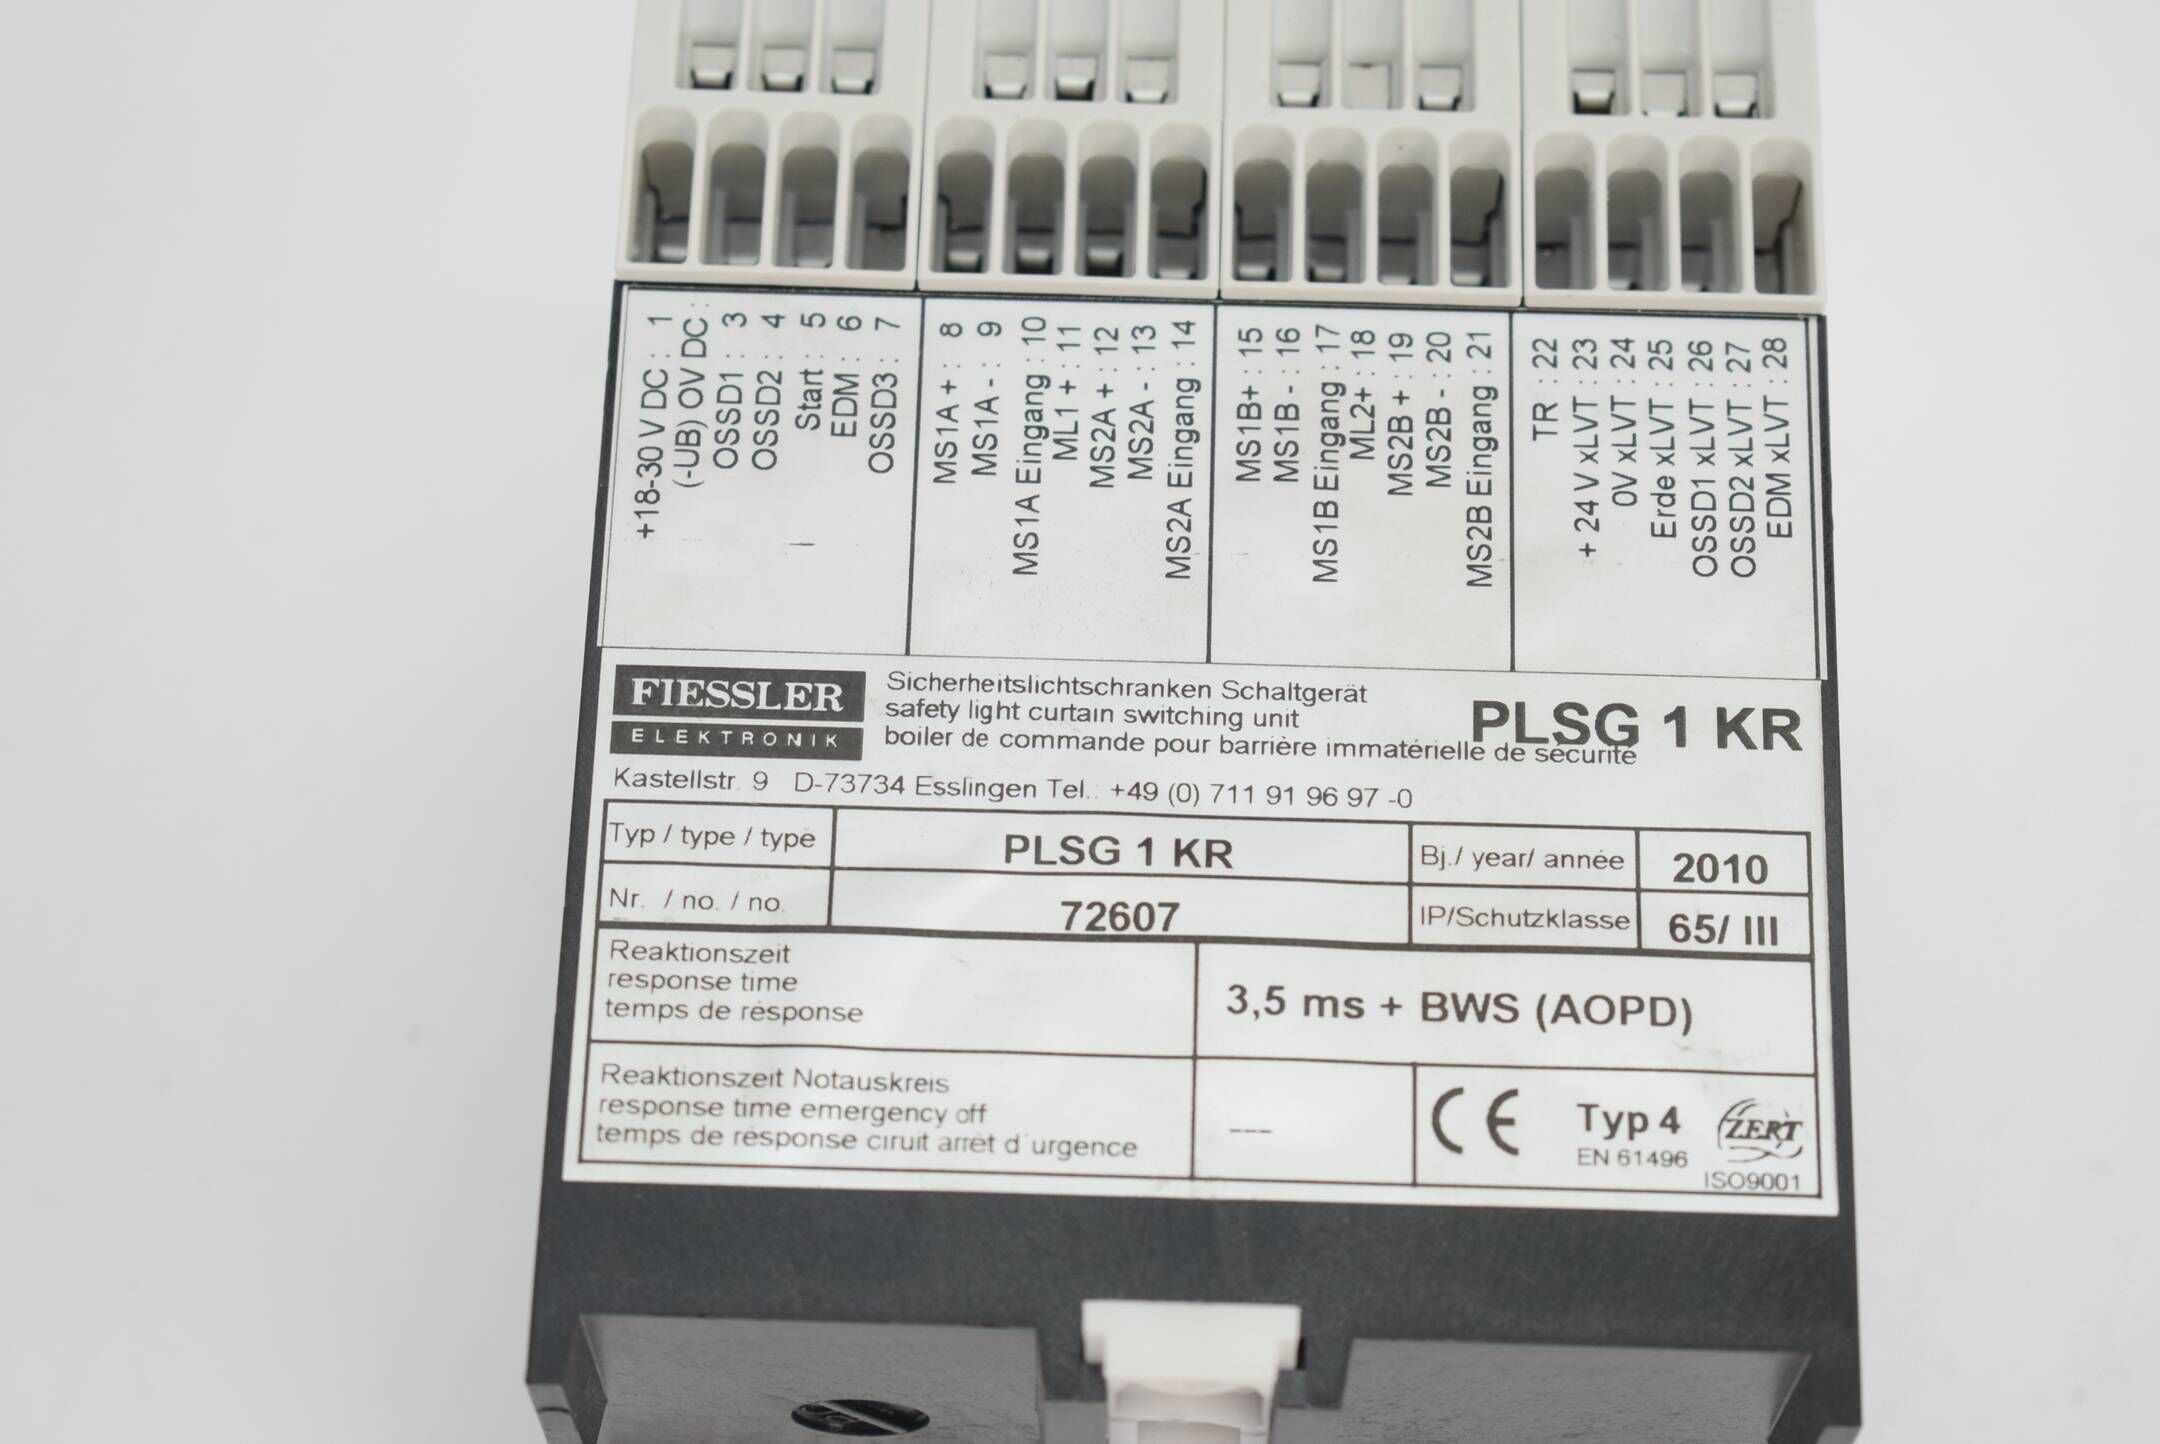 +18-30 V DC : 1
(-UB) OV DC :
OSSD1 : 3
OSSD2 : 4
Start : 5
EDM : 6
OSSD3 : 7
MS1A + : 8
MS1A - : 9
MS1A Eingang : 10
ML1 + : 11
MS2A + : 12
MS2A - : 13
MS2A Eingang : 14
MS1B+ : 15
MS1B - : 16
MS1B Eingang : 17
ML2+ : 18
MS2B + : 19
MS2B - : 20
MS2B Eingang : 21
TR : 22
+ 24 V xLVT : 23
0V xLVT : 24
Erde xLVT : 25
OSSD1 xLVT : 26
OSSD2 xLVT : 27
EDM xLVT : 28
FIESSLER
ELEKTRONIK
Sicherheitslichtschranken Schaltgerät
safety light curtain switching unit
boiler de commande pour barrière immatérielle de sécurité
PLSG 1 KR
Kastellstr. 9 D-73734 Esslingen Tel.: +49 (0) 711 91 96 97 -0
Typ / type / type PLSG 1 KR Bj./ year/ année 2010
Nr. / no. / no. 72607 IP/Schutzklasse 65/ III
Reaktionszeit
response time
temps de résponse
3,5 ms + BWS (AOPD)
Reaktionszeit Notauskreis
response time emergency off
temps de résponse ciruit arrêt d´urgence
---
CE
Typ 4
EN 61496
ZERT
ISO9001